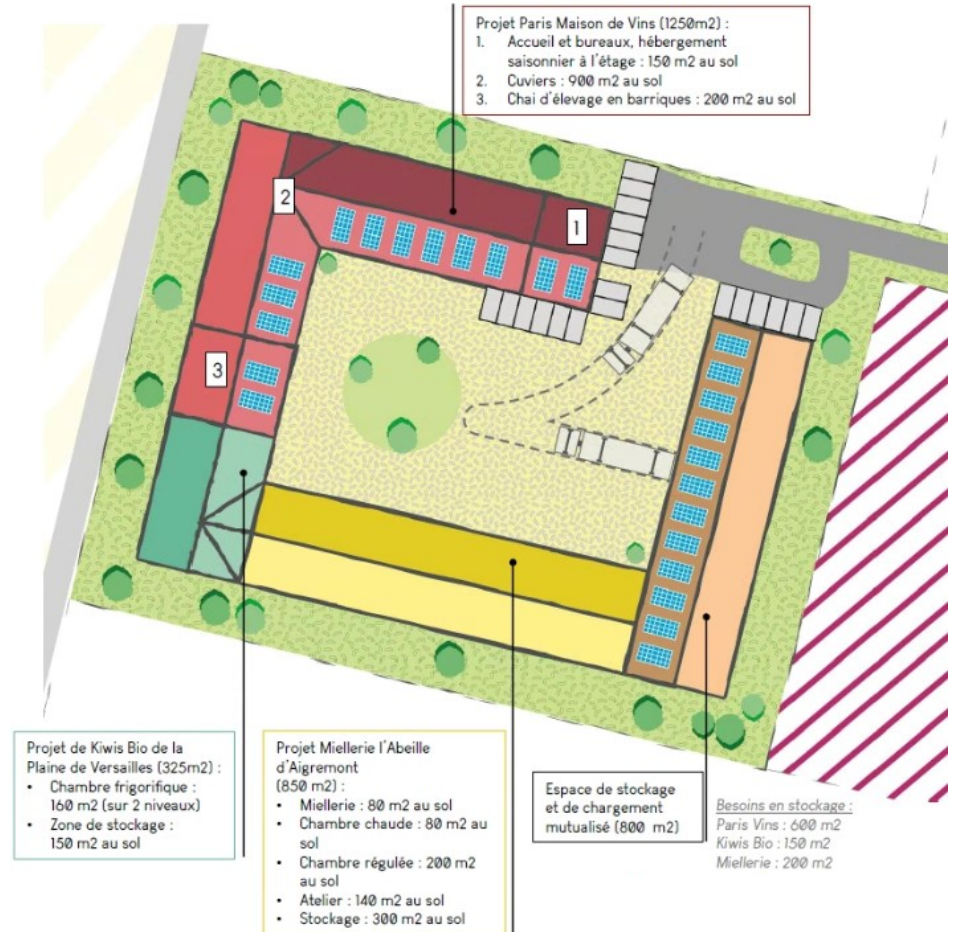 Projet Paris Maison de Vins (1250m2) :
1. Accueil et bureaux, hébergement
saisonnier à l'étage : 150 m2 au sol
2. Cuviers : 900 m2 au sol
3. Chai d'élevage en barriques : 200 m2 au sol
2
1
3
Projet de Kiwis Bio de la
Plaine de Versailles (325m2) :
• Chambre frigorifique :
160 m2 (sur 2 niveaux)
• Zone de stockage :
150 m2 au sol
Projet Miellerie l'Abeille
d'Aigremont
(850 m2) :
• Miellerie : 80 m2 au sol
• Chambre chaude : 80 m2 au
sol
• Chambre régulée : 200 m2
au sol
• Atelier : 140 m2 au sol
• Stockage : 300 m2 au sol
Espace de stockage
et de chargement
mutualisé (800 m2)
Besoins en stockage :
Paris Vins : 600 m2
Kiwis Bio : 150 m2
Miellerie : 200 m2